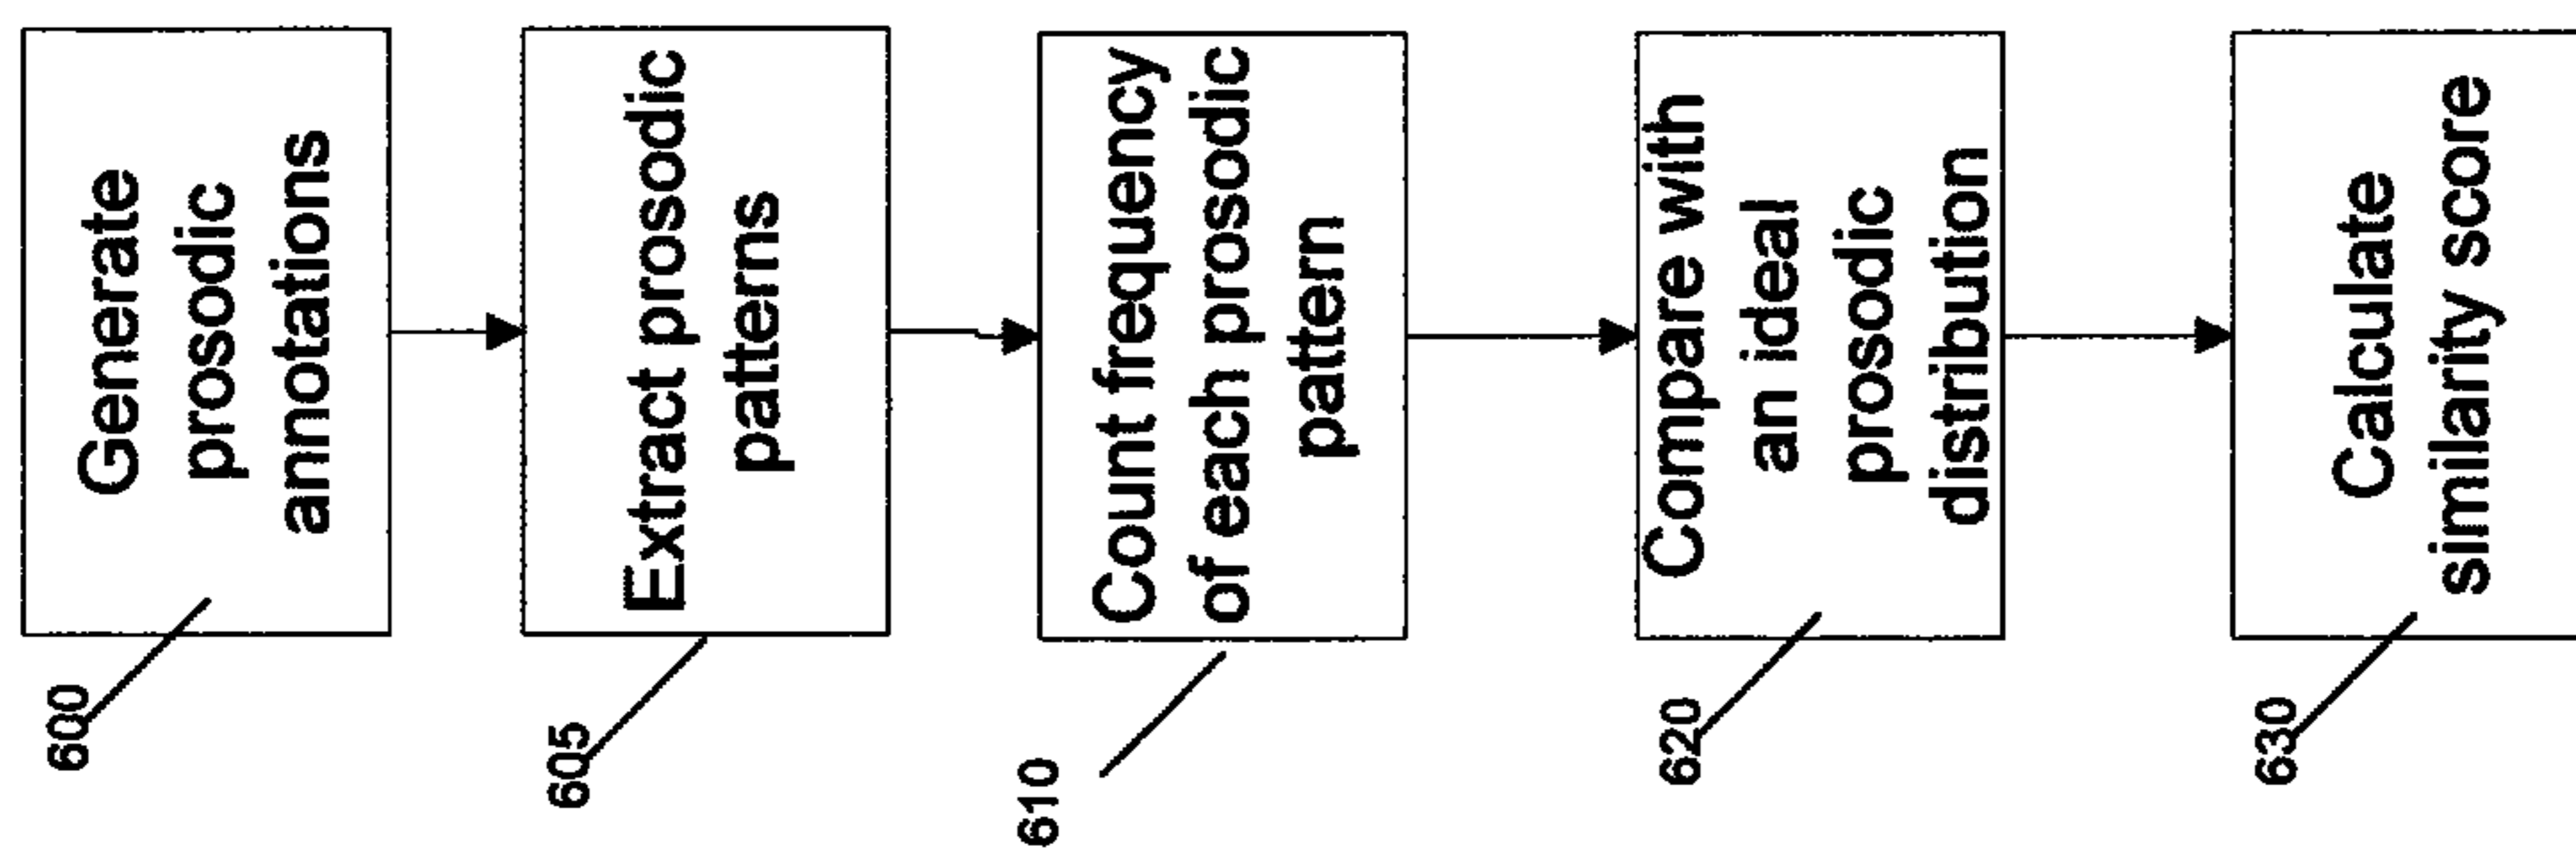 600
Generate
prosodic
annotations
605
Extract prosodic
patterns
610
Count frequency
of each prosodic
pattern
620
Compare with
an ideal
prosodic
distribution
630
Calculate
similarity score